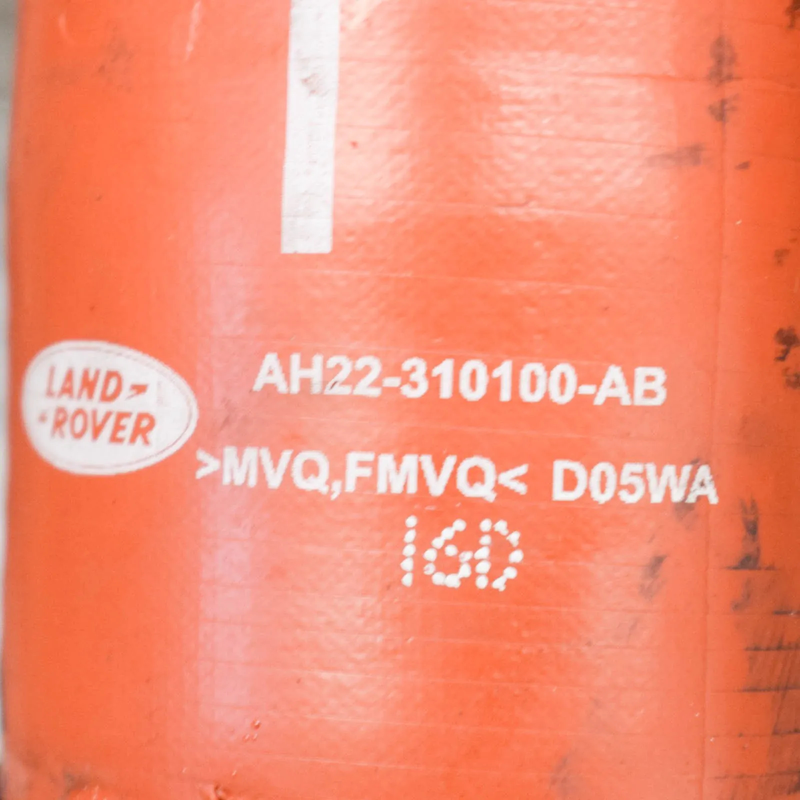 LAND
ROVER
AH22-310100-AB
>MVQ,FMVQ< D05WA
16D